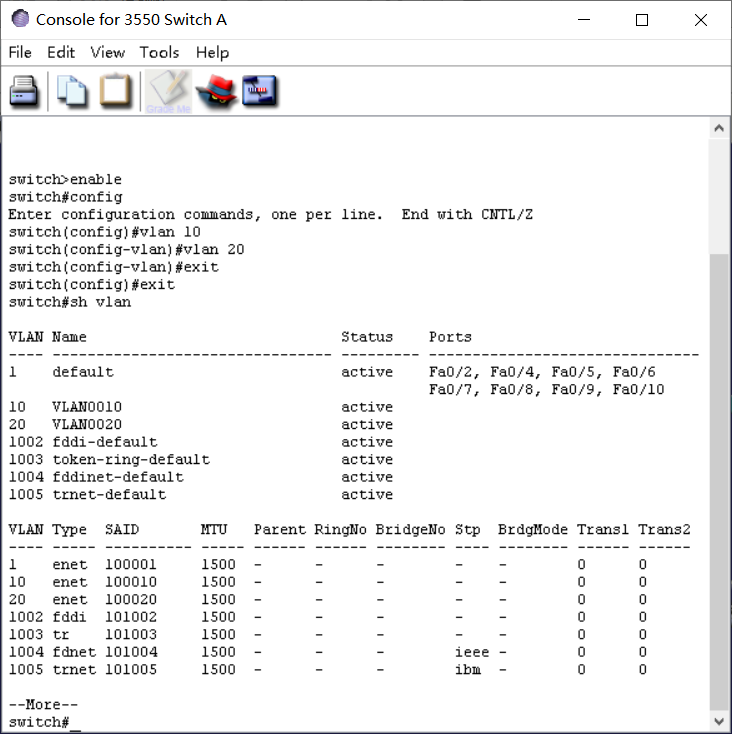 Console for 3550 Switch A
File Edit View Tools Help
Grade Me
switch>enable
switch#config
Enter configuration commands, one per line.  End with CNTL/Z
switch(config)#vlan 10
switch(config-vlan)#vlan 20
switch(config-vlan)#exit
switch(config)#exit
switch#sh vlan
VLAN Name                             Status    Ports
---- -------------------------------- --------- -------------------------------
1    default                          active    Fa0/2, Fa0/4, Fa0/5, Fa0/6
                                                Fa0/7, Fa0/8, Fa0/9, Fa0/10
10   VLAN0010                         active
20   VLAN0020                         active
1002 fddi-default                     active
1003 token-ring-default               active
1004 fddinet-default                  active
1005 trnet-default                    active
VLAN Type  SAID       MTU   Parent RingNo BridgeNo Stp  BrdgMode Trans1 Trans2
---- ----- ---------- ----- ------ ------ -------- ---- -------- ------ ------
1    enet  100001     1500  -      -      -        -    -        0      0
10   enet  100010     1500  -      -      -        -    -        0      0
20   enet  100020     1500  -      -      -        -    -        0      0
1002 fddi  101002     1500  -      -      -        -    -        0      0
1003 tr    101003     1500  -      -      -        -    -        0      0
1004 fdnet 101004     1500  -      -      -        ieee -        0      0
1005 trnet 101005     1500  -      -      -        ibm  -        0      0
--More--
switch#_